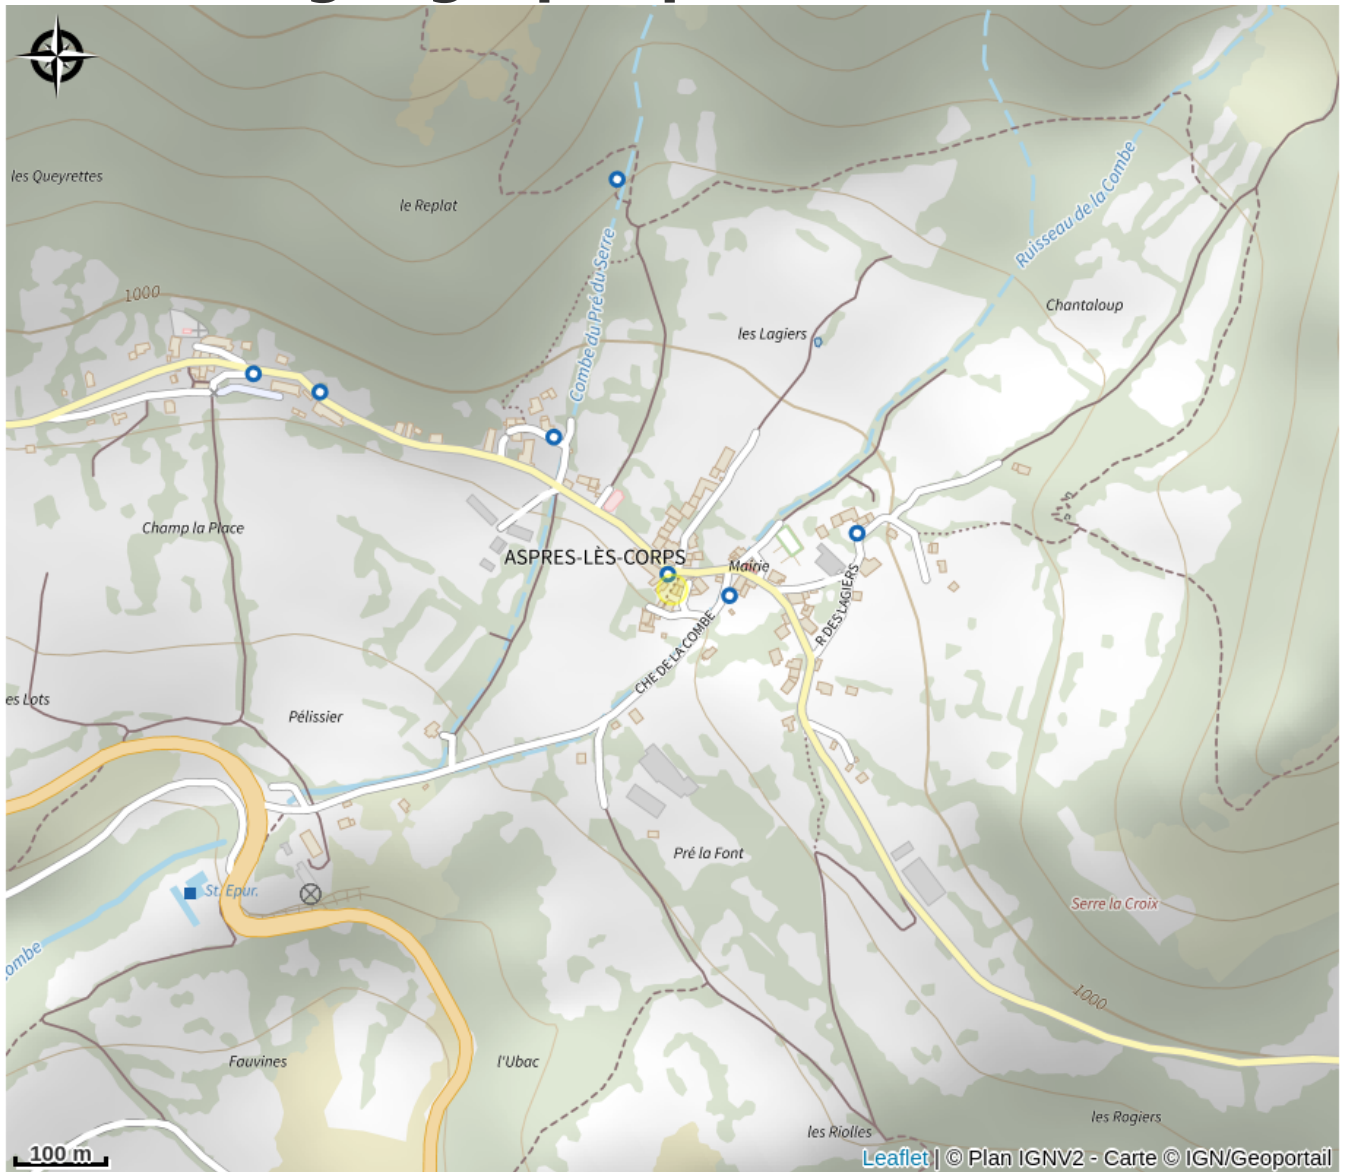 les Queyrettes
le Replat
Combe du Pré du Serre
Ruisseau de la Combe
1000
Chantaloup
les Lagiers
Champ la Place
ASPRES-LÈS-CORPS
Mairie
R DES LAGIERS
CHE DE LA COMBE
es Lots
Pélissier
Pré la Font
St. Epur.
Serre la Croix
ombe
1000
Fauvines
l'Ubac
les Rogiers
les Riolles
100 m
Leaflet | © Plan IGNV2 - Carte © IGN/Geoportail